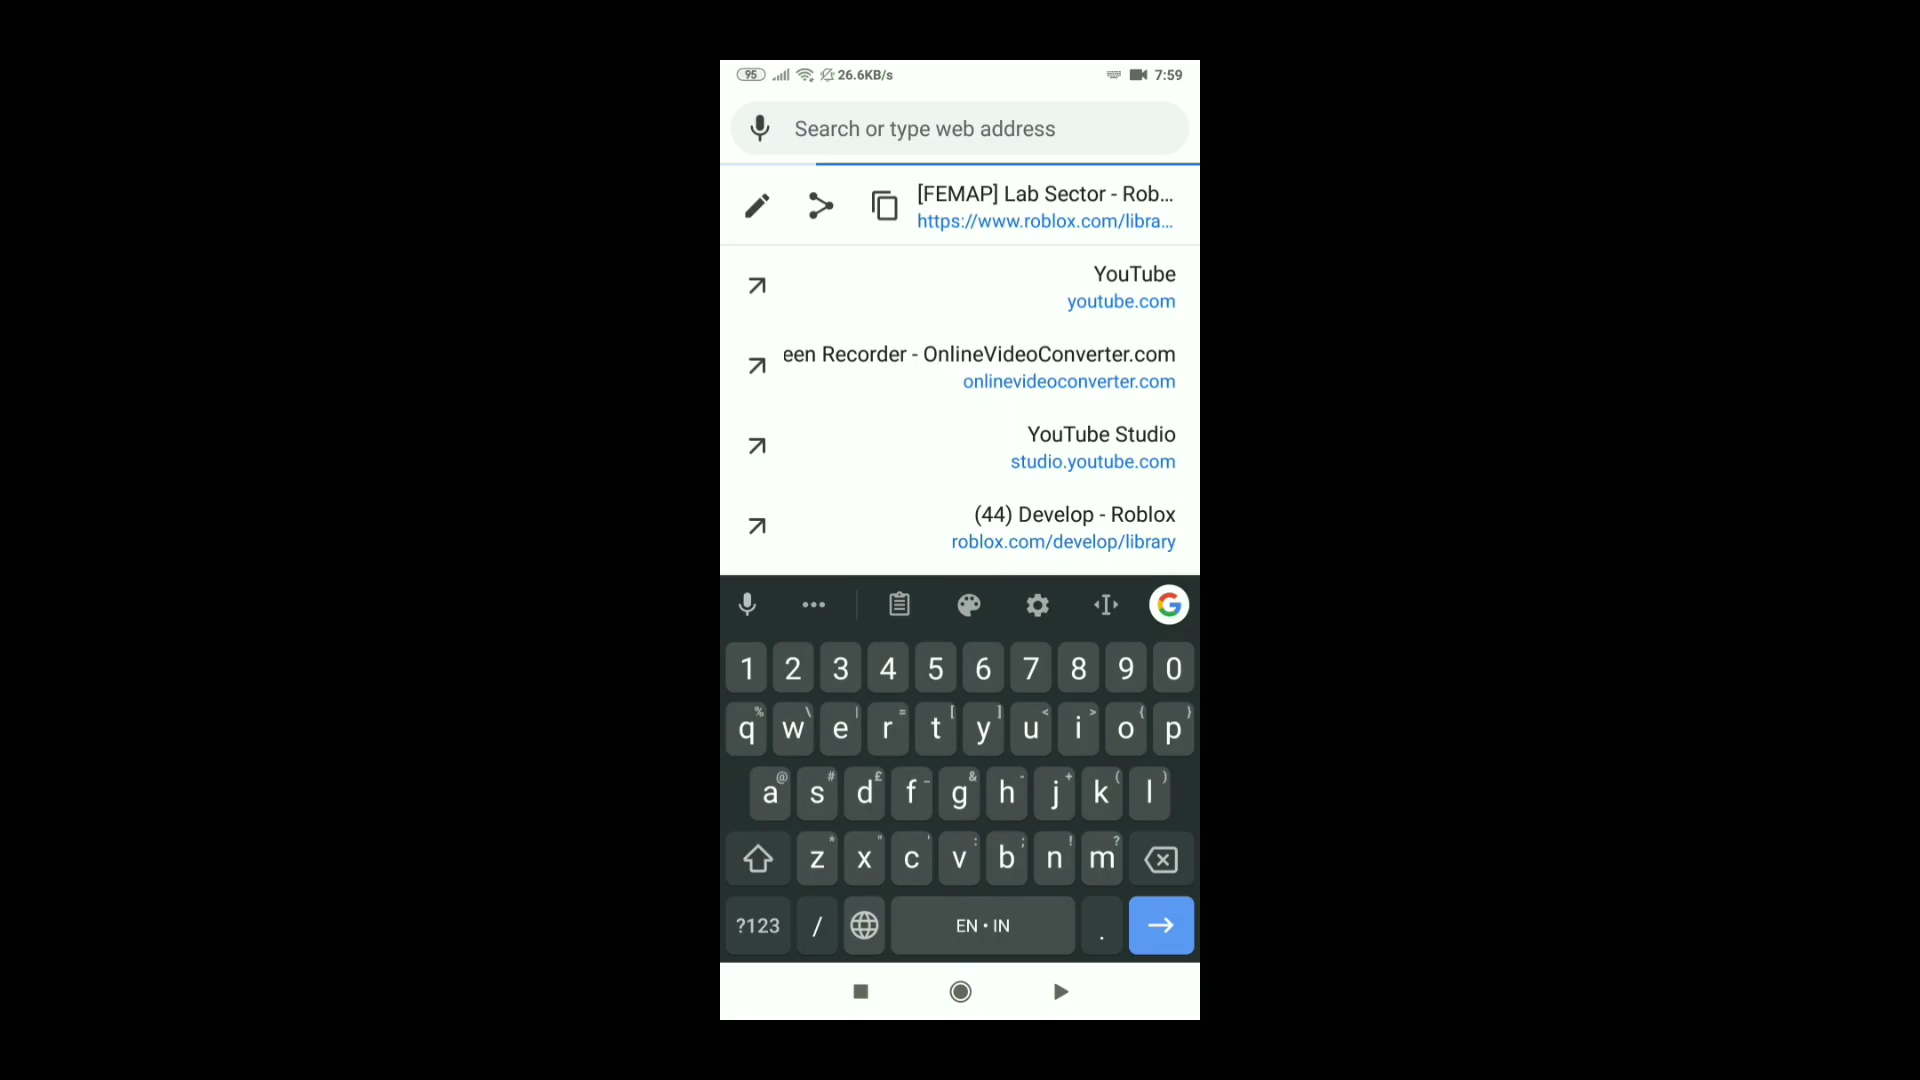 95 26.6KB/s 7:59
Search or type web address
[FEMAP] Lab Sector - Rob...
https://www.roblox.com/libra...
YouTube
youtube.com
een Recorder - OnlineVideoConverter.com
onlinevideoconverter.com
YouTube Studio
studio.youtube.com
(44) Develop - Roblox
roblox.com/develop/library
G
1 2 3 4 5 6 7 8 9 0
% \ | = [ ] < > { }
q w e r t y u i o p
@ # £ _ & - + ( )
a s d f g h j k l
* " ' : ; ! ?
z x c v b n m
?123 / EN • IN .